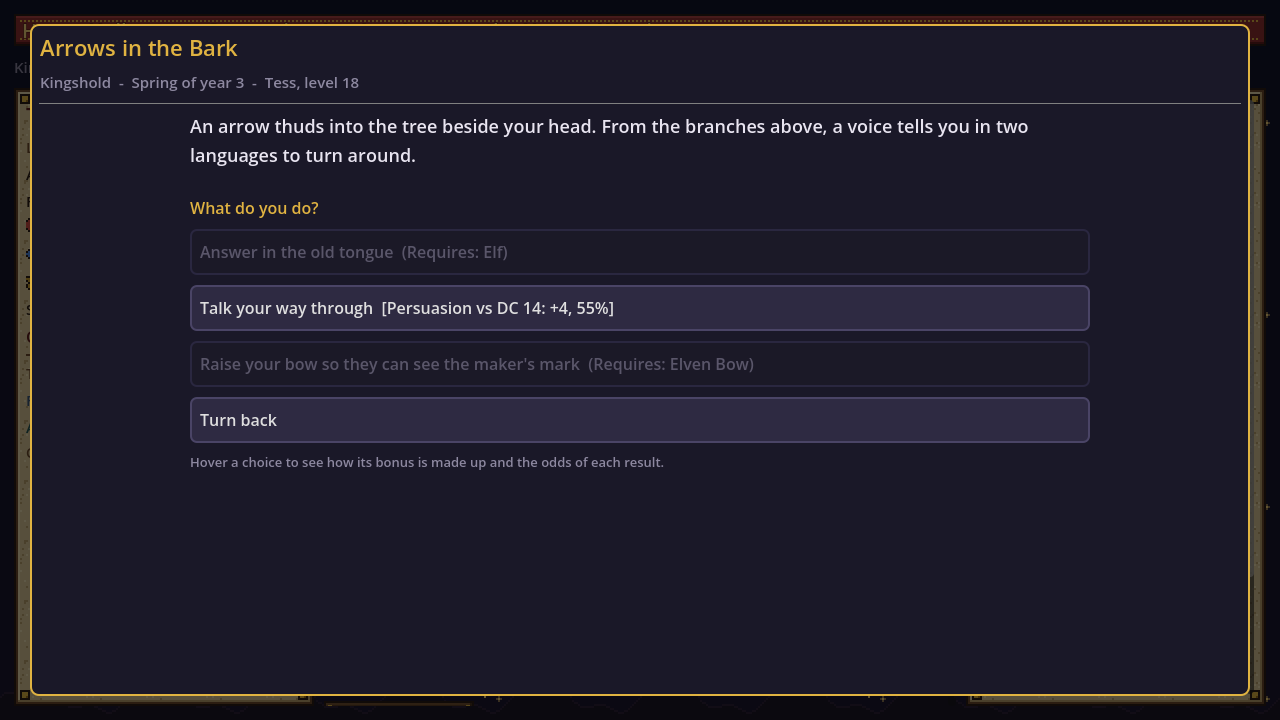 Arrows in the Bark
Kingshold - Spring of year 3 - Tess, level 18
An arrow thuds into the tree beside your head. From the branches above, a voice tells you in two
languages to turn around.
What do you do?
Answer in the old tongue (Requires: Elf)
Talk your way through [Persuasion vs DC 14: +4, 55%]
Raise your bow so they can see the maker's mark (Requires: Elven Bow)
Turn back
Hover a choice to see how its bonus is made up and the odds of each result.